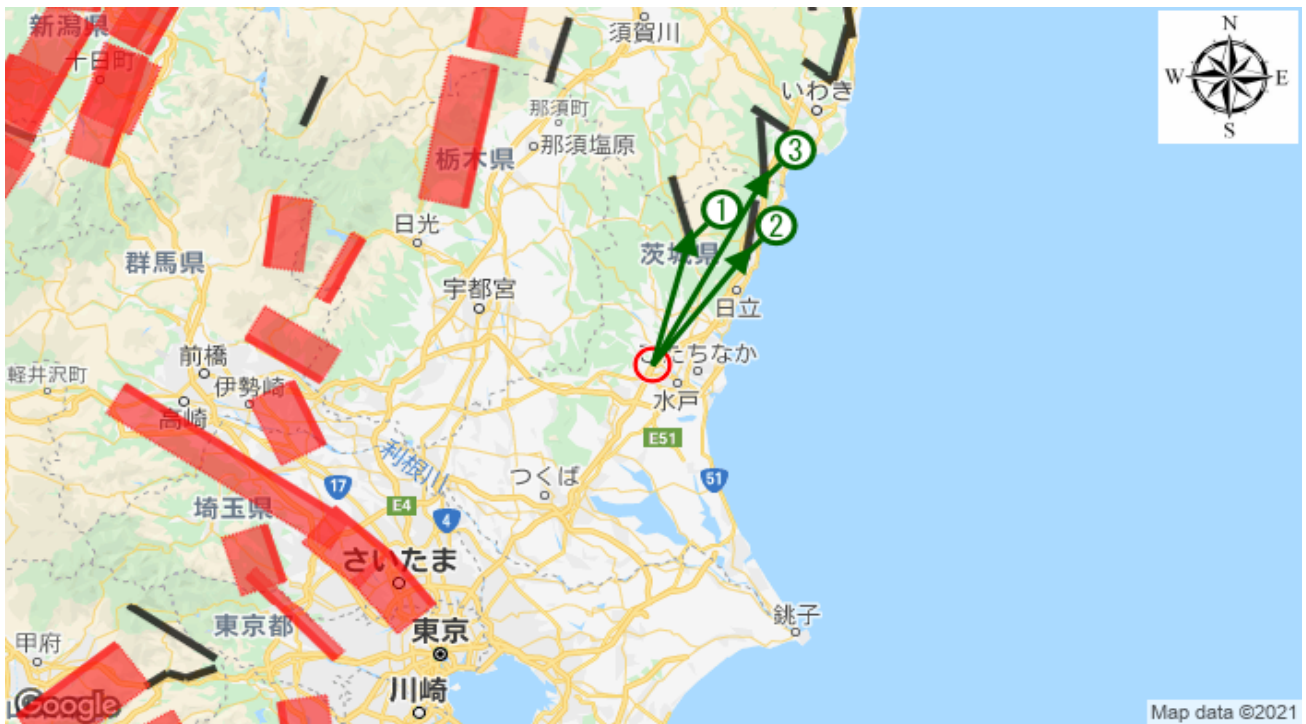 新潟県
十日町
須賀川
N
W
E
S
いわき
那須町
那須塩原
栃木県
③
①
②
日光
茨城県
群馬県
宇都宮
日立
前橋
ひたちなか
軽井沢町
伊勢崎
高崎
水戸
E51
利根川
つくば
51
17
埼玉県
E4
4
さいたま
東京都
銚子
甲府
東京
川崎
Google
Map data ©2021